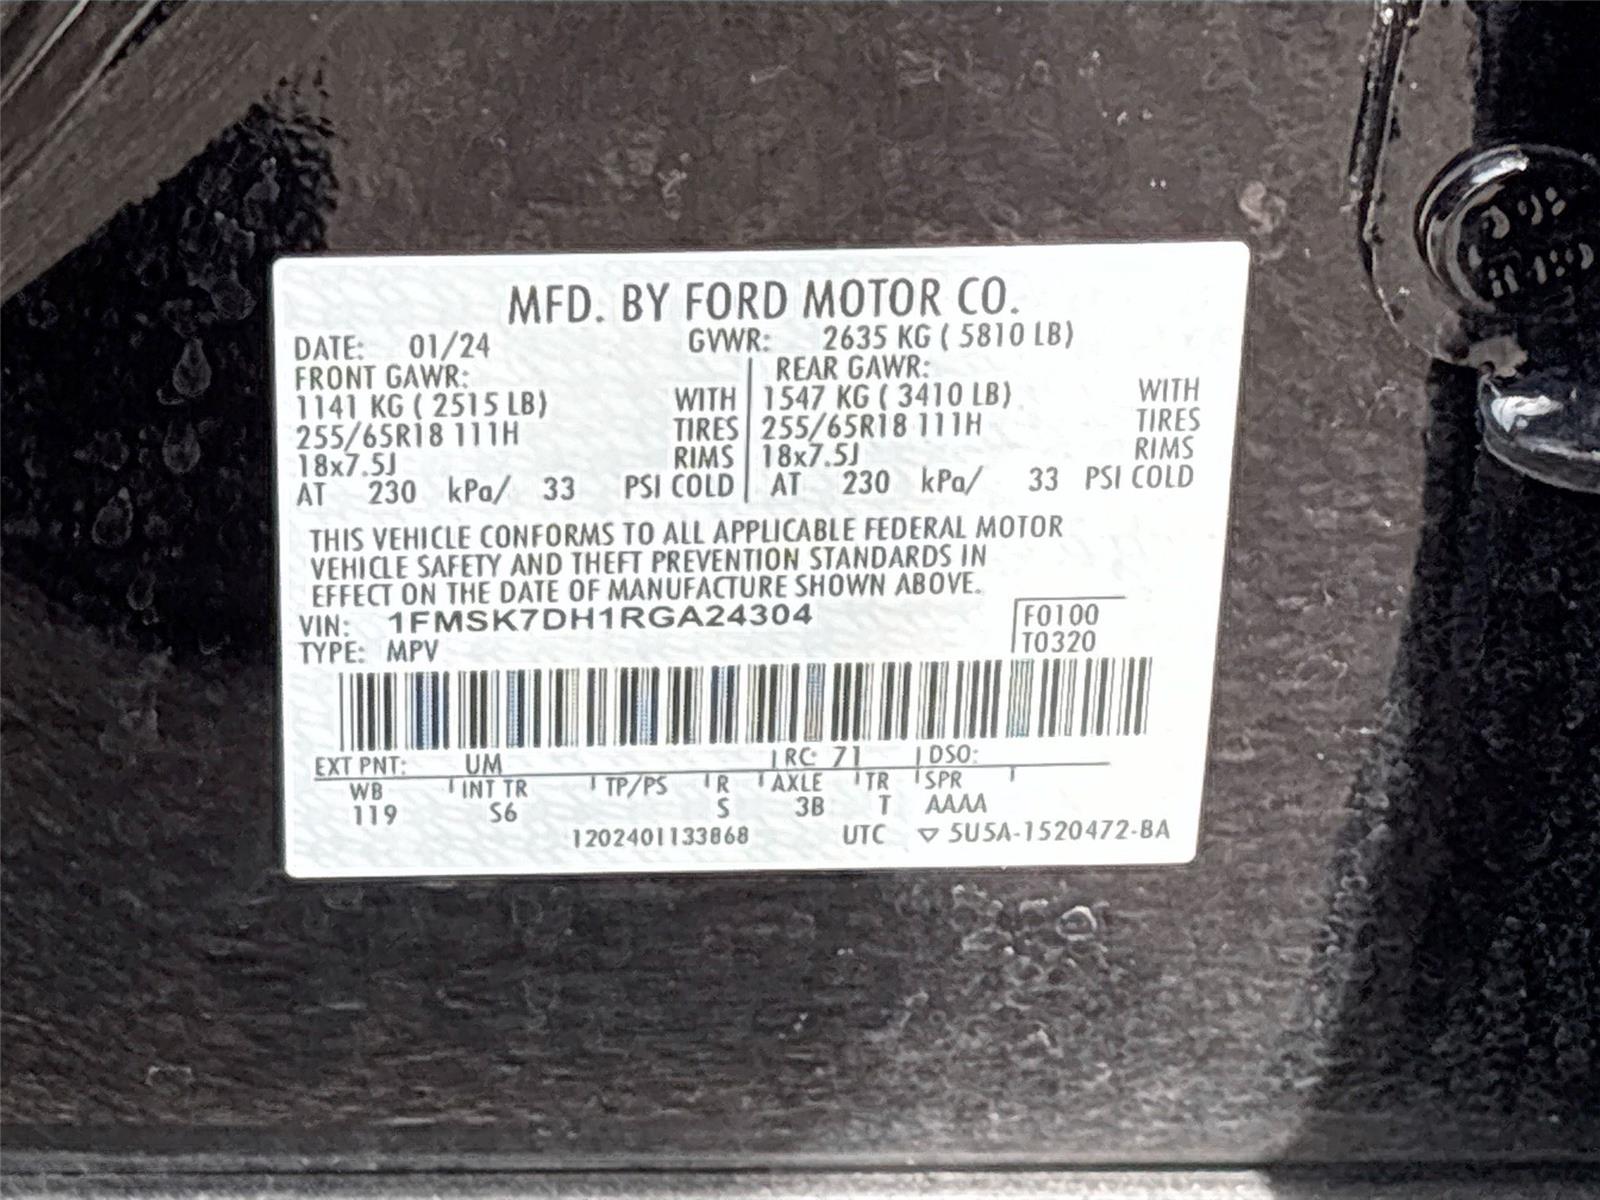 MFD. BY FORD MOTOR CO.
DATE: 01/24 GVWR: 2635 KG ( 5810 LB)
FRONT GAWR: REAR GAWR:
1141 KG ( 2515 LB) WITH 1547 KG ( 3410 LB) WITH
255/65R18 111H TIRES 255/65R18 111H TIRES
18x7.5J RIMS 18x7.5J RIMS
AT 230 kPa/ 33 PSI COLD AT 230 kPa/ 33 PSI COLD
THIS VEHICLE CONFORMS TO ALL APPLICABLE FEDERAL MOTOR
VEHICLE SAFETY AND THEFT PREVENTION STANDARDS IN
EFFECT ON THE DATE OF MANUFACTURE SHOWN ABOVE.
VIN: 1FMSK7DH1RGA24304 F0100
TYPE: MPV T0320
EXT PNT: UM RC: 71 DSO:
WB INT TR TP/PS R AXLE TR SPR
119 S6 S 3B T AAAA
1202401133868 UTC ▽ 5U5A-1520472-BA